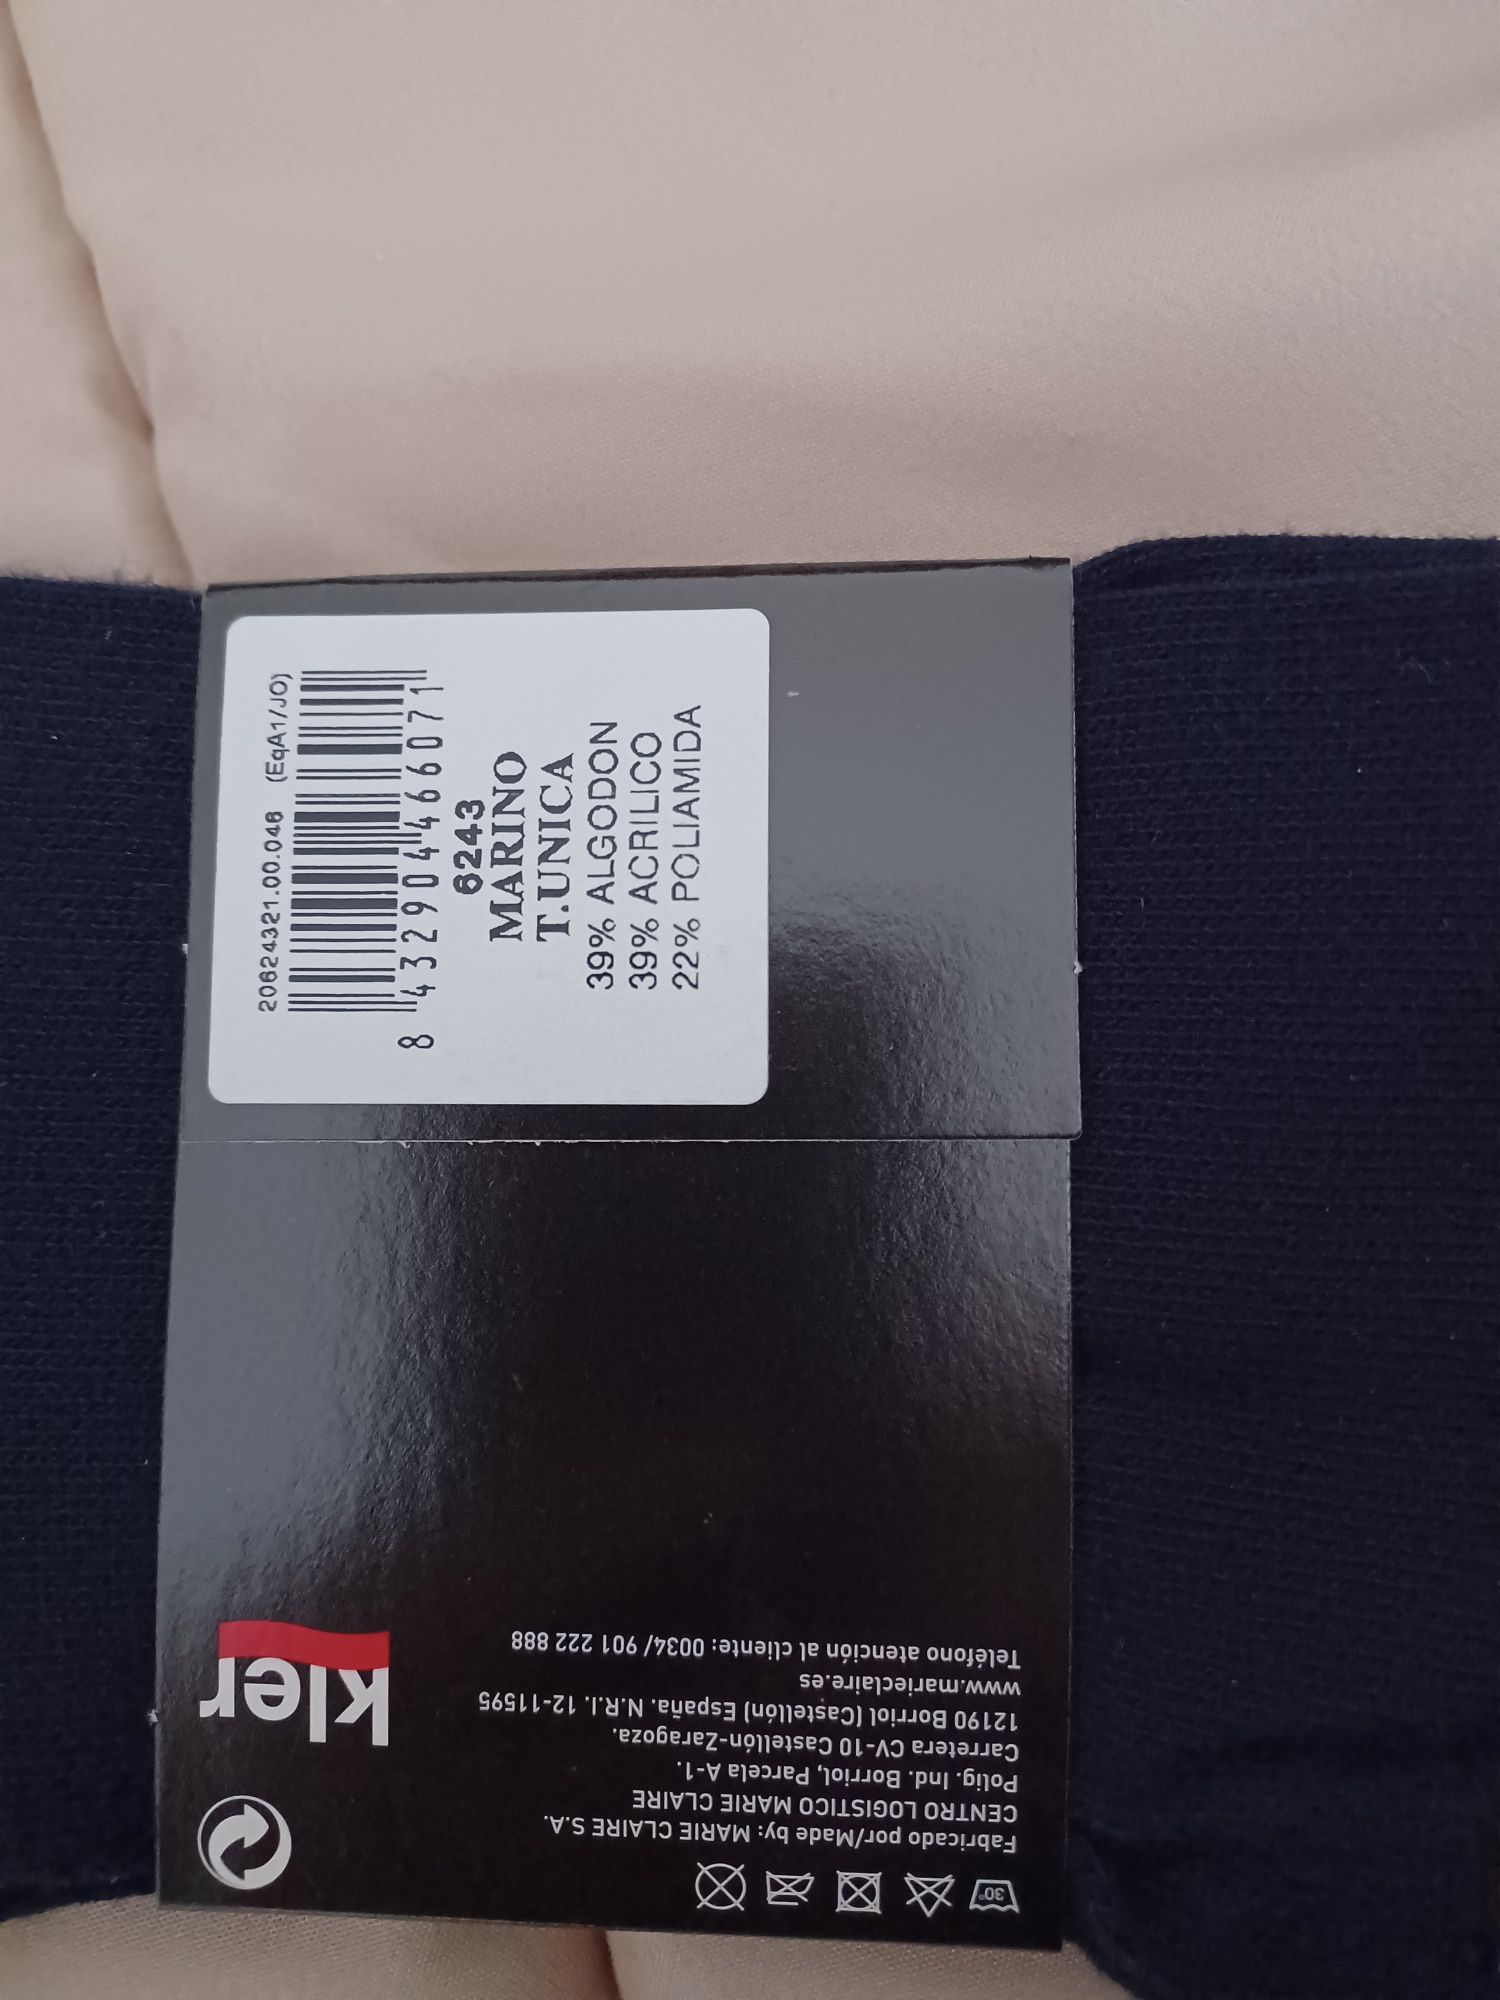 20624321.00.048 (EqA1/JO)
8 432904 466071
6243
MARINO
T.UNICA
39% ALGODON
39% ACRILICO
22% POLIAMIDA
30°
Fabricado por/Made by: MARIE CLAIRE S.A.
CENTRO LOGISTICO MARIE CLAIRE
Polig. Ind. Borriol, Parcela A-1.
Carretera CV-10 Castellón-Zaragoza.
12190 Borriol (Castellón) España. N.R.I. 12-11595
www.marieclaire.es
Teléfono atención al cliente: 0034/ 901 222 888
kler